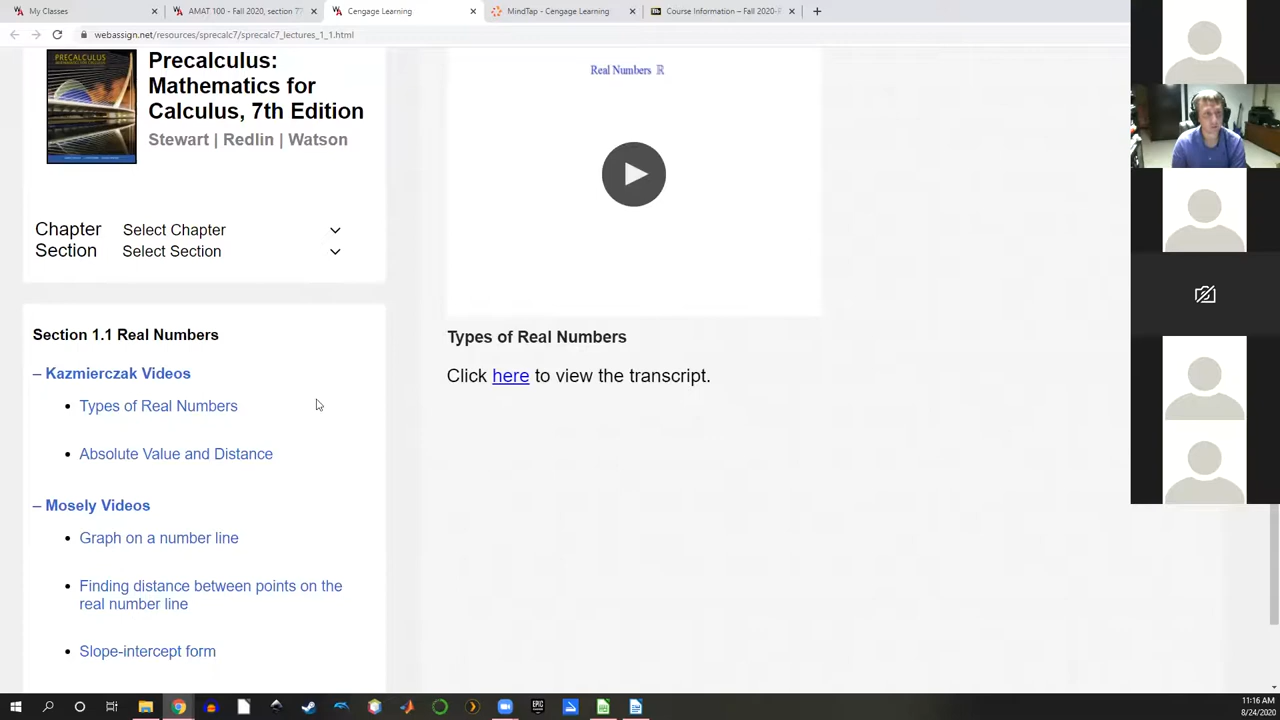 My Classes
AMAT 100 - Fall 2020, section 77
Cengage Learning
MindTap - Cengage Learning
Course Information – Fall 2020-
webassign.net/resources/sprecalc7/sprecalc7_lectures_1_1.html
PRECALCULUS
Precalculus:
Mathematics for
Calculus, 7th Edition
Stewart | Redlin | Watson
Chapter Select Chapter
Section Select Section
Section 1.1 Real Numbers
– Kazmierczak Videos
• Types of Real Numbers
• Absolute Value and Distance
– Mosely Videos
• Graph on a number line
• Finding distance between points on the
real number line
• Slope-intercept form
Real Numbers ℝ
Types of Real Numbers
Click here to view the transcript.
EPIC
11:16 AM
8/24/2020